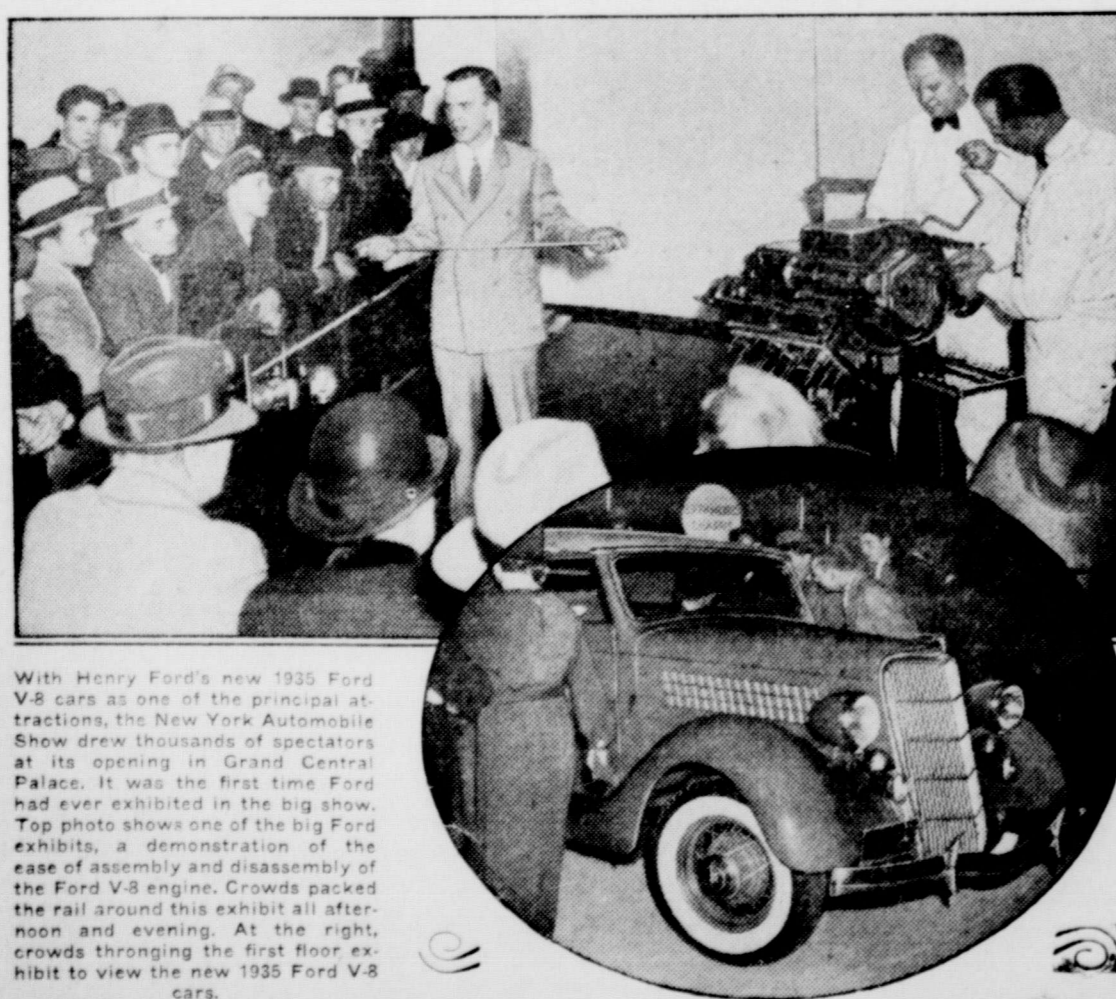 With Henry Ford's new 1935 Ford
V-8 cars as one of the principal at-
tractions, the New York Automobile
Show drew thousands of spectators
at its opening in Grand Central
Palace. It was the first time Ford
had ever exhibited in the big show.
Top photo shows one of the big Ford
exhibits, a demonstration of the
ease of assembly and disassembly of
the Ford V-8 engine. Crowds packed
the rail around this exhibit all after-
noon and evening. At the right,
crowds thronging the first floor ex-
hibit to view the new 1935 Ford V-8
cars.